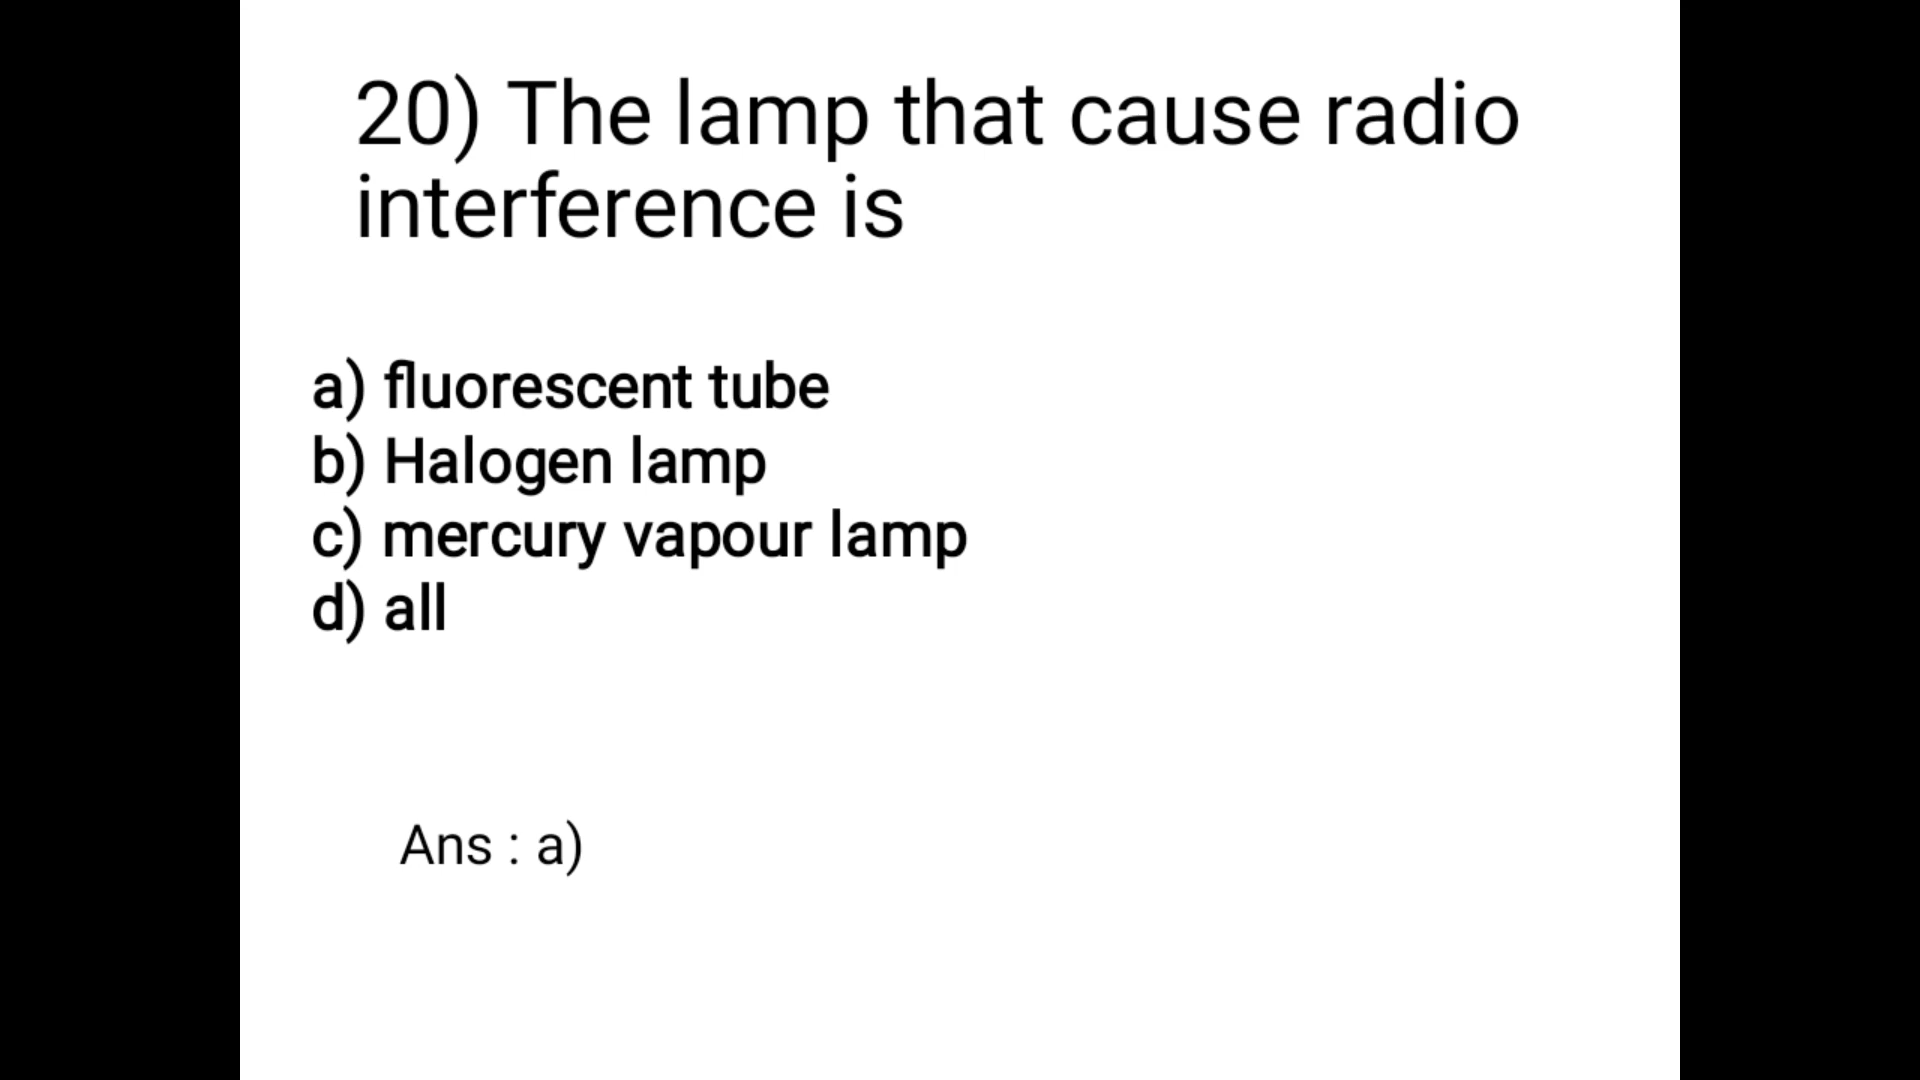 20) The lamp that cause radio
interference is
a) fluorescent tube
b) Halogen lamp
c) mercury vapour lamp
d) all
Ans : a)